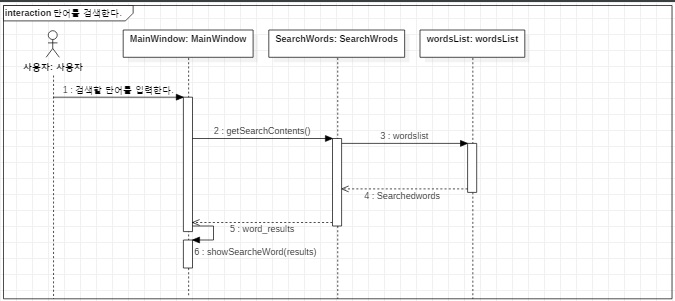 interaction 단어를 검색한다.
MainWindow: MainWindow
SearchWords: SearchWrods
wordsList: wordsList
사용자: 사용자
1 : 검색할 단어를 입력한다.
2 : getSearchContents()
3 : wordslist
4 : Searchedwords
5 : word_results
6 : showSearcheWord(results)